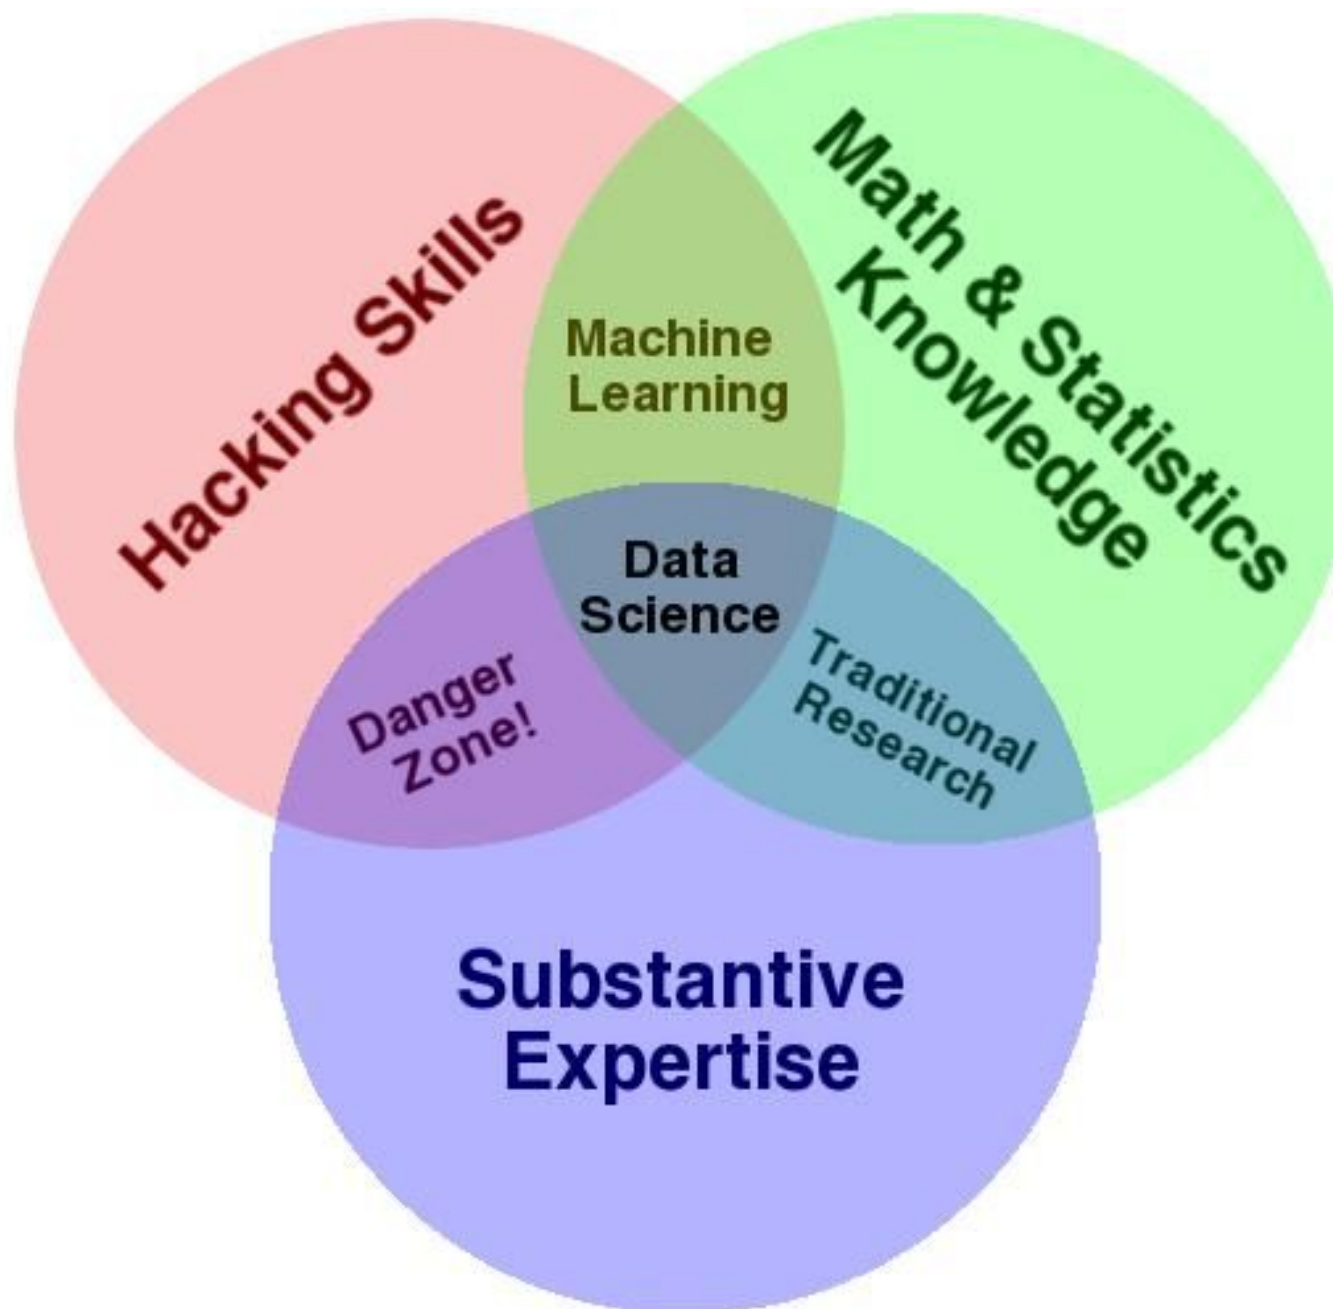 Hacking Skills
Math & Statistics
Knowledge
Machine
Learning
Data
Science
Danger
Zone!
Traditional
Research
Substantive
Expertise